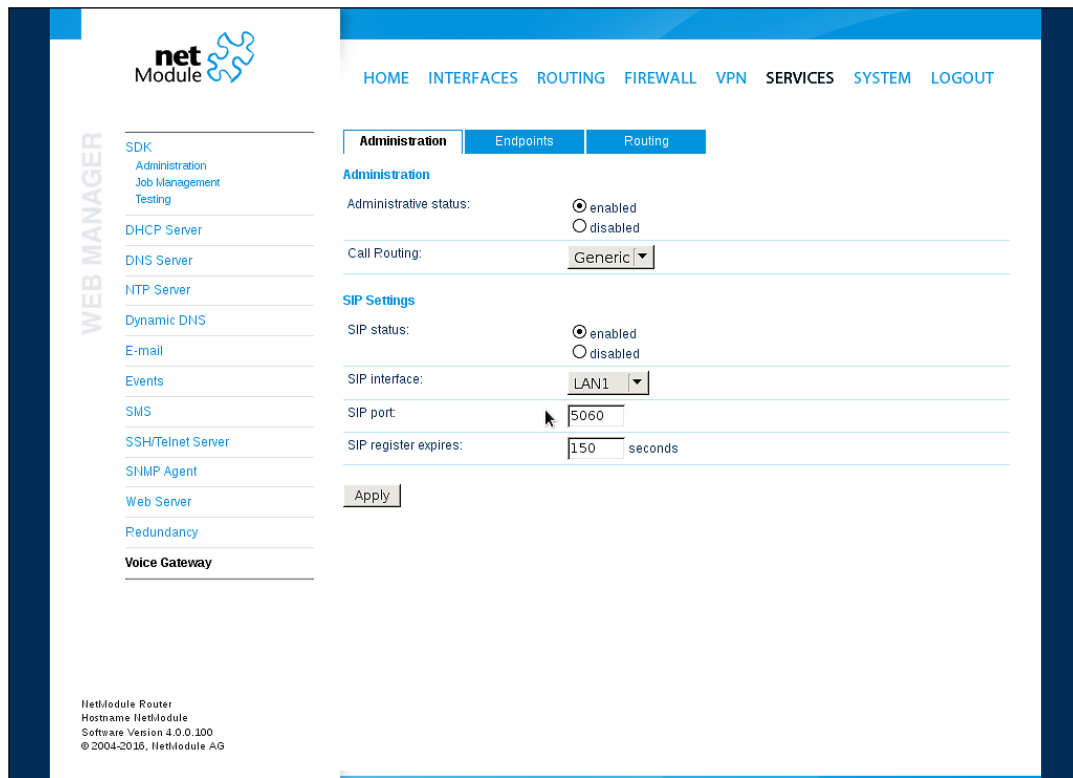 net
Module
HOME INTERFACES ROUTING FIREWALL VPN SERVICES SYSTEM LOGOUT
WEB MANAGER
SDK
Administration
Job Management
Testing
DHCP Server
DNS Server
NTP Server
Dynamic DNS
E-mail
Events
SMS
SSH/Telnet Server
SNMP Agent
Web Server
Redundancy
Voice Gateway
Administration Endpoints Routing
Administration
Administrative status:
enabled
disabled
Call Routing: Generic
SIP Settings
SIP status:
enabled
disabled
SIP interface: LAN1
SIP port: 5060
SIP register expires: 150 seconds
Apply
NetModule Router
Hostname NetModule
Software Version 4.0.0.100
© 2004-2016, NetModule AG